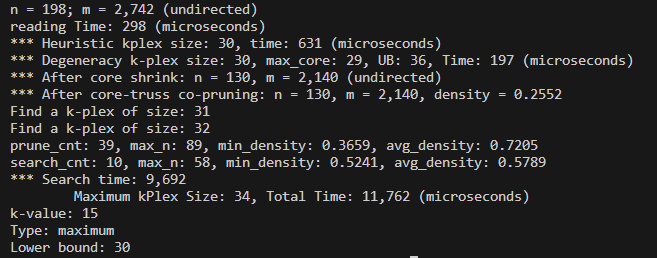 n = 198; m = 2,742 (undirected)
reading Time: 298 (microseconds)
*** Heuristic kplex size: 30, time: 631 (microseconds)
*** Degeneracy k-plex size: 30, max_core: 29, UB: 36, Time: 197 (microseconds)
*** After core shrink: n = 130, m = 2,140 (undirected)
*** After core-truss co-pruning: n = 130, m = 2,140, density = 0.2552
Find a k-plex of size: 31
Find a k-plex of size: 32
prune_cnt: 39, max_n: 89, min_density: 0.3659, avg_density: 0.7205
search_cnt: 10, max_n: 58, min_density: 0.5241, avg_density: 0.5789
*** Search time: 9,692
        Maximum kPlex Size: 34, Total Time: 11,762 (microseconds)
k-value: 15
Type: maximum
Lower bound: 30